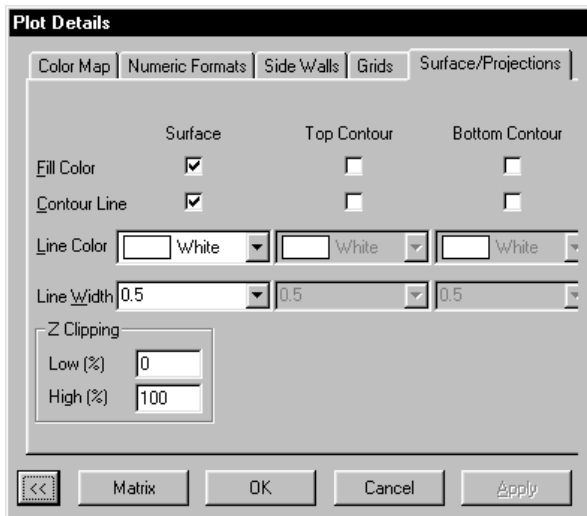 Plot Details
Color Map Numeric Formats Side Walls Grids Surface/Projections
Surface Top Contour Bottom Contour
Fill Color
Contour Line
Line Color White White White
Line Width 0.5 0.5 0.5
Z Clipping
Low (%) 0
High (%) 100
<< Matrix OK Cancel Apply